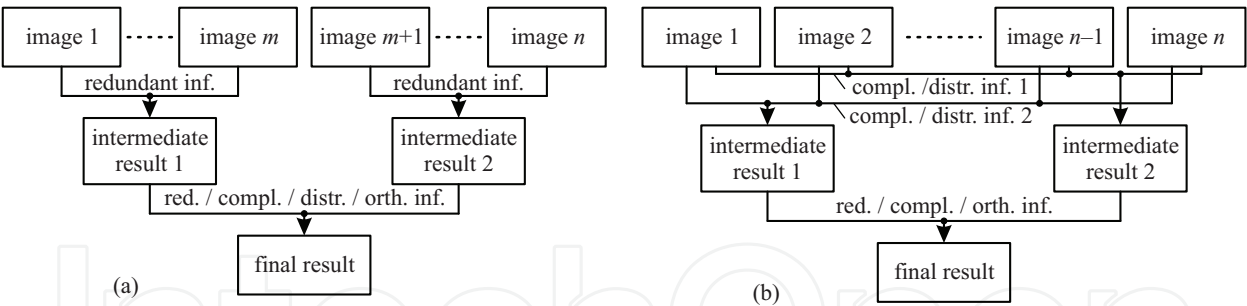 image 1
image m
image m+1
image n
redundant inf.
redundant inf.
intermediate
result 1
intermediate
result 2
red. / compl. / distr. / orth. inf.
final result
(a)
image 1
image 2
image n–1
image n
compl. /distr. inf. 1
compl. / distr. inf. 2
intermediate
result 1
intermediate
result 2
red. / compl. / orth. inf.
final result
(b)
IntechOpen